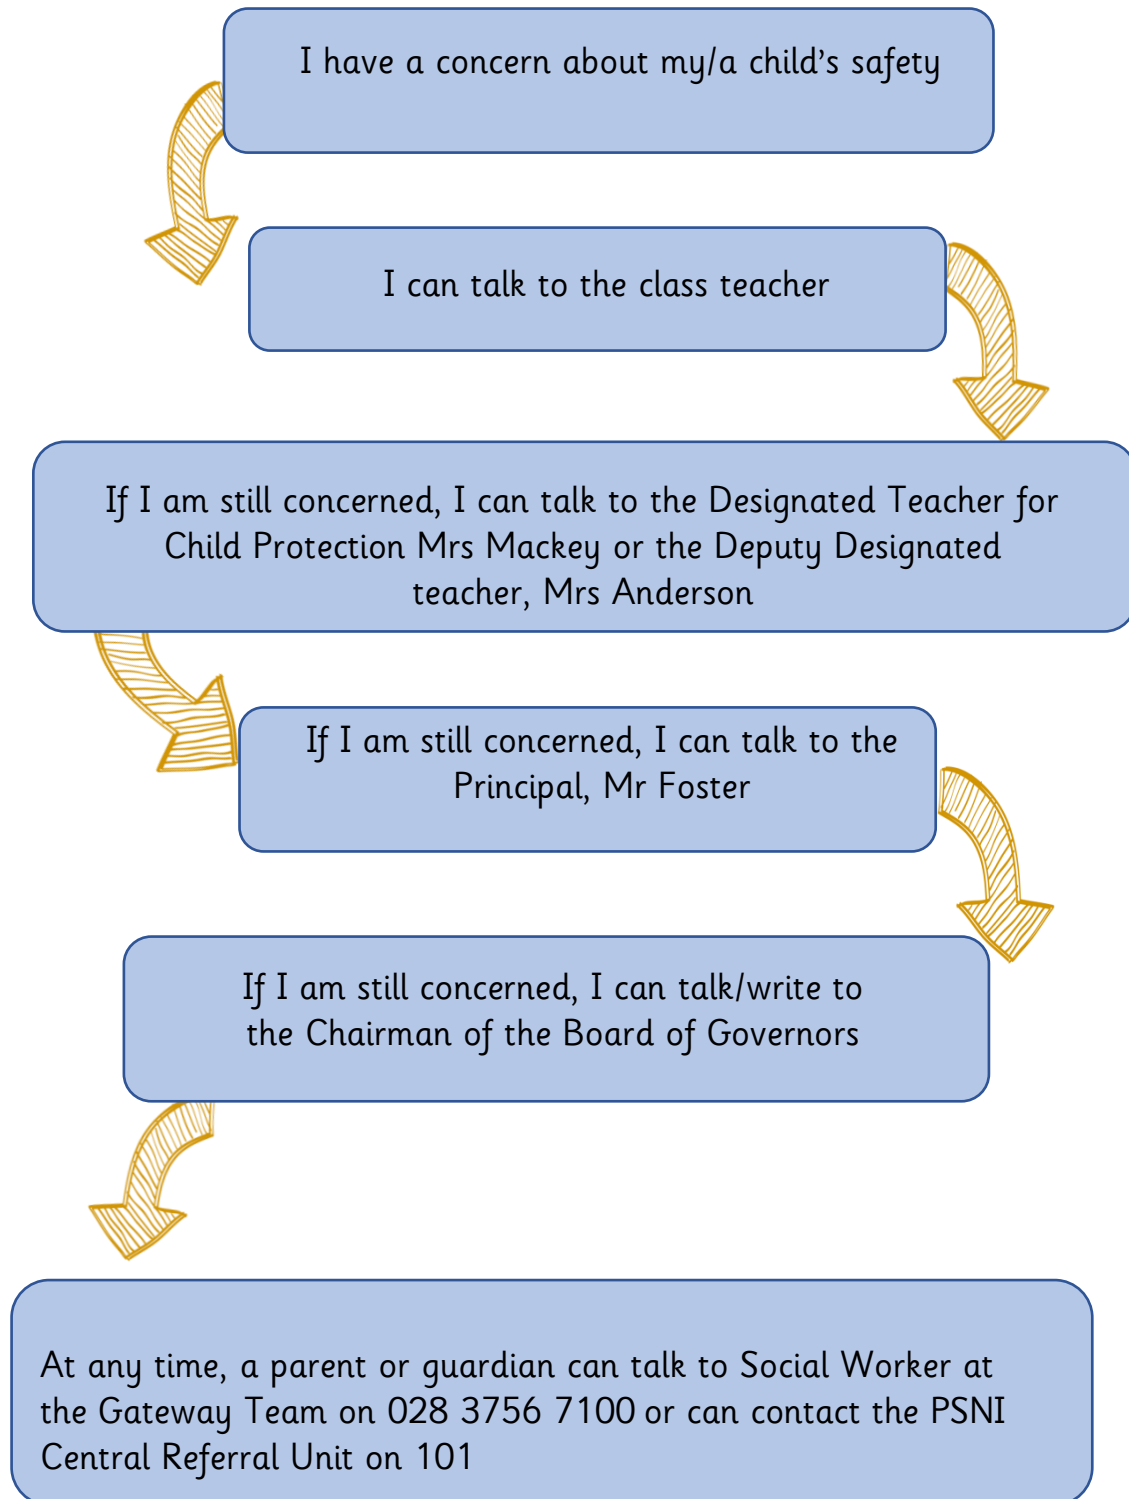 I have a concern about my/a child’s safety
I can talk to the class teacher
If I am still concerned, I can talk to the Designated Teacher for
Child Protection Mrs Mackey or the Deputy Designated
teacher, Mrs Anderson
If I am still concerned, I can talk to the
Principal, Mr Foster
If I am still concerned, I can talk/write to
the Chairman of the Board of Governors
At any time, a parent or guardian can talk to Social Worker at
the Gateway Team on 028 3756 7100 or can contact the PSNI
Central Referral Unit on 101